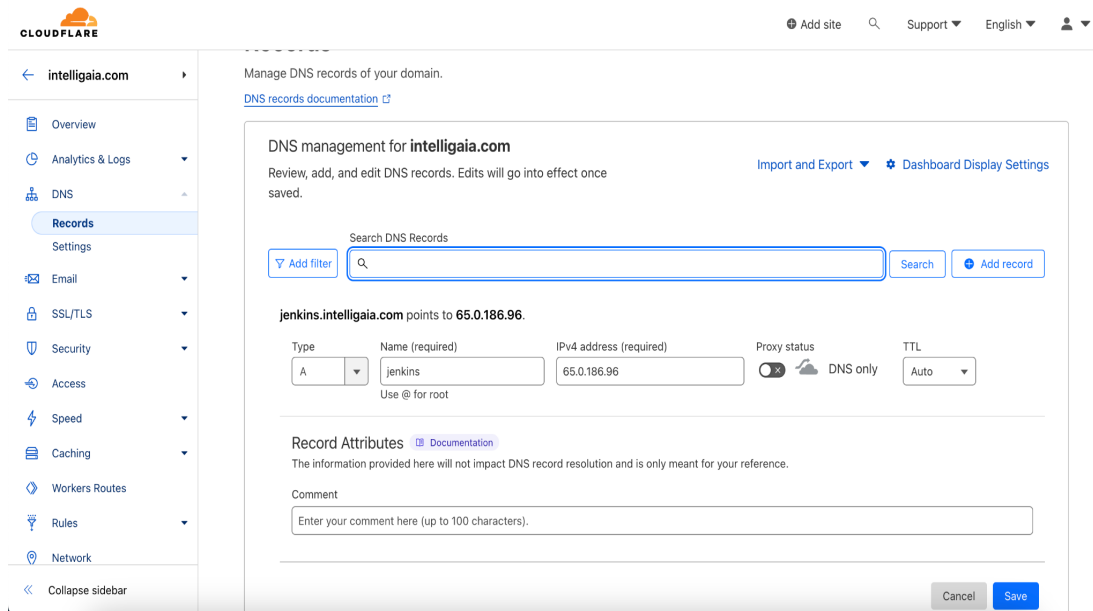 CLOUDFLARE
Add site
Support
English
intelligaia.com
Overview
Analytics & Logs
DNS
Records
Settings
Email
SSL/TLS
Security
Access
Speed
Caching
Workers Routes
Rules
Network
Collapse sidebar
Records
Manage DNS records of your domain.
DNS records documentation
DNS management for intelligaia.com
Review, add, and edit DNS records. Edits will go into effect once
saved.
Import and Export
Dashboard Display Settings
Search DNS Records
Add filter
Search
Add record
jenkins.intelligaia.com points to 65.0.186.96.
Type
A
Name (required)
jenkins
Use @ for root
IPv4 address (required)
65.0.186.96
Proxy status
DNS only
TTL
Auto
Record Attributes
Documentation
The information provided here will not impact DNS record resolution and is only meant for your reference.
Comment
Enter your comment here (up to 100 characters).
Cancel
Save